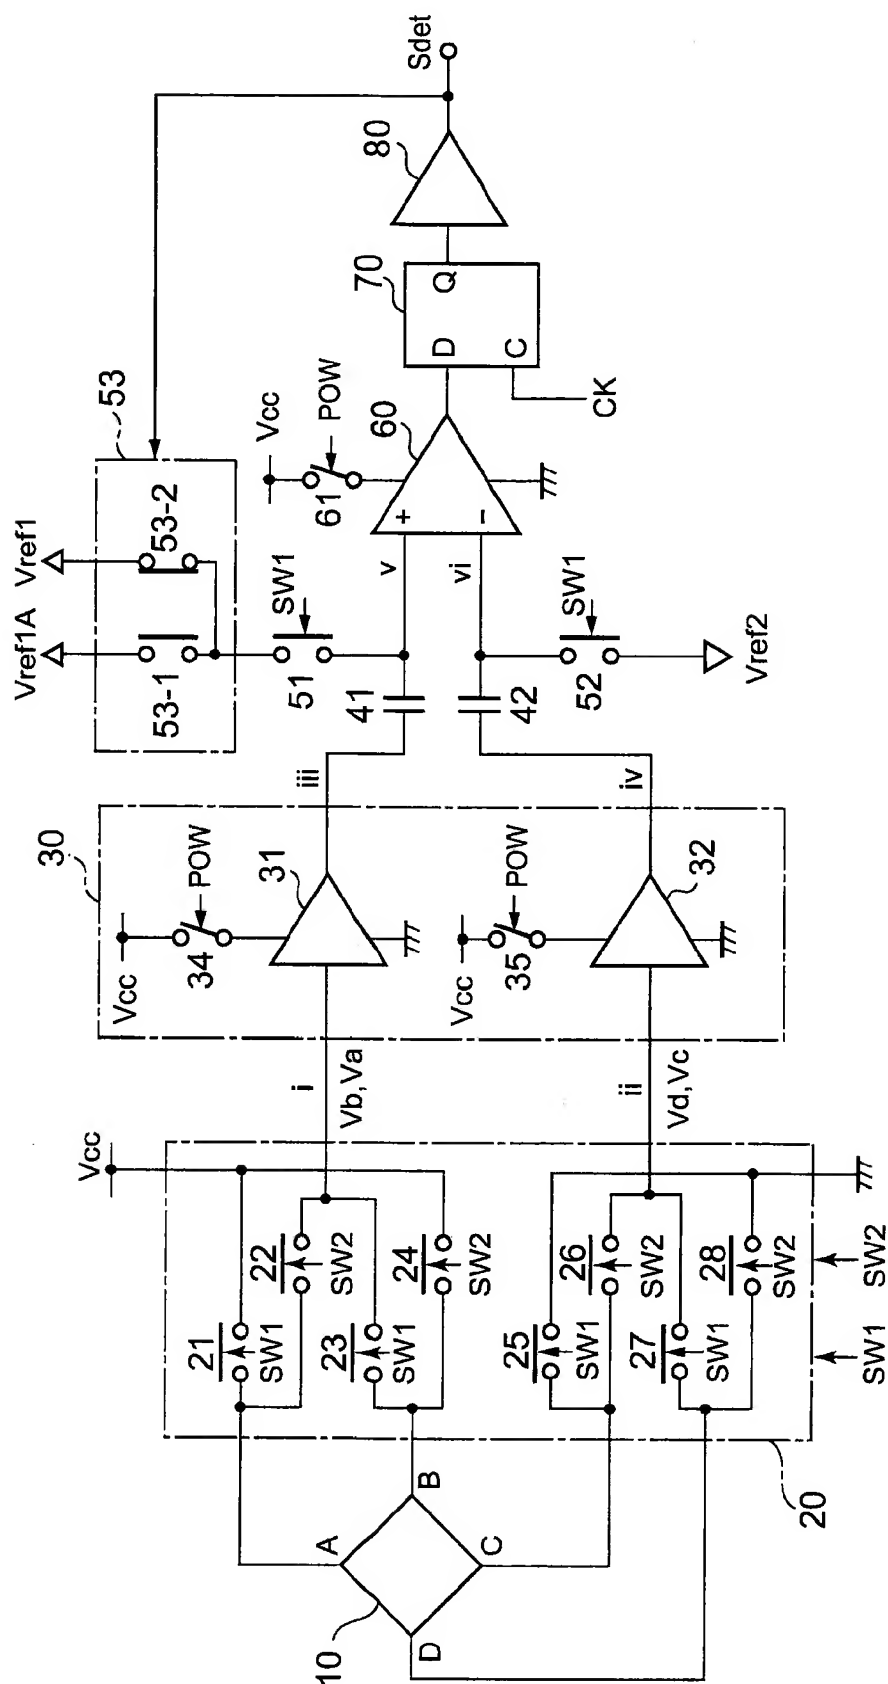 Sdet
80
70
Q
D
C
CK
53
Vref1A
Vref1
53-1
53-2
SW1
51
Vcc
POW
61
60
+
−
v
vi
41
42
SW1
52
Vref2
iii
iv
30
Vcc
34
POW
31
Vcc
35
POW
32
i
Vb,Va
ii
Vd,Vc
Vcc
21
SW1
22
SW2
23
SW1
24
SW2
25
SW1
26
SW2
27
SW1
28
SW2
SW1
SW2
20
A
B
C
D
10